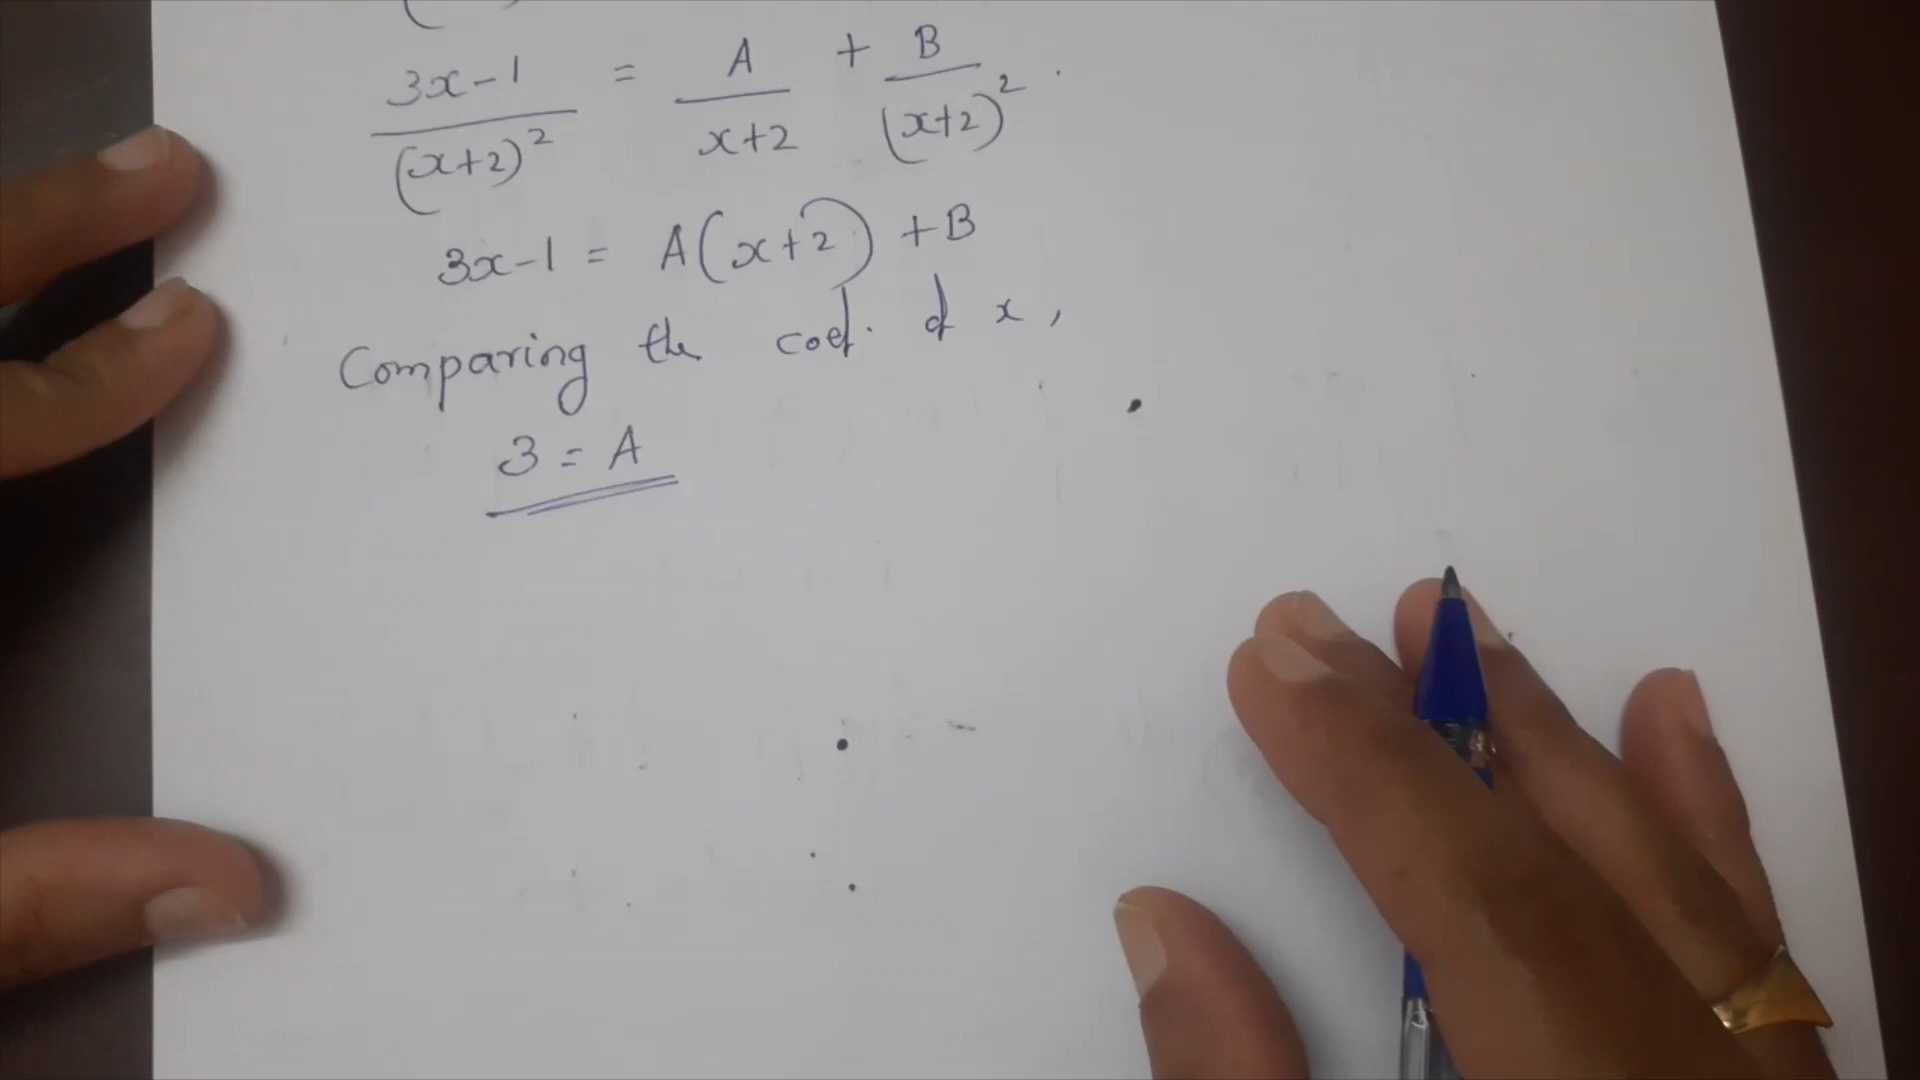 3x-1 / (x+2)² = A / x+2 + B / (x+2)²
3x-1 = A(x+2) + B
Comparing the coef. of x,
3 = A